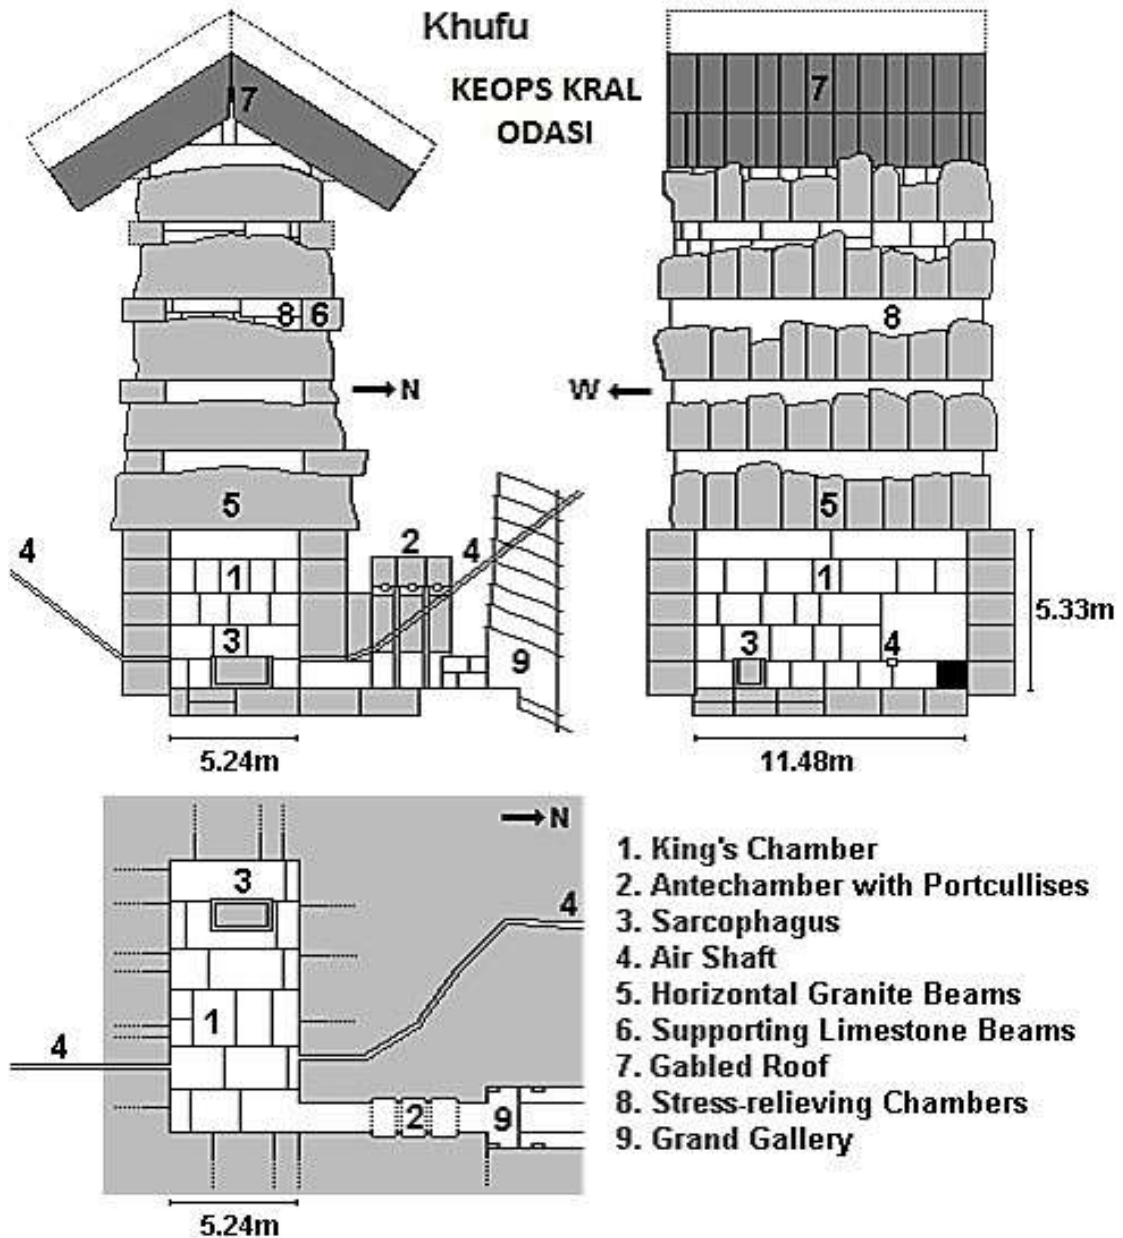 Khufu
KEOPS KRAL
ODASI
7
7
8 6
8
N
W
5
5
4
2
4
1
1
5.33m
3
3
4
9
5.24m
11.48m
N
3
4
1
4
2
9
5.24m
1. King's Chamber
2. Antechamber with Portcullises
3. Sarcophagus
4. Air Shaft
5. Horizontal Granite Beams
6. Supporting Limestone Beams
7. Gabled Roof
8. Stress-relieving Chambers
9. Grand Gallery